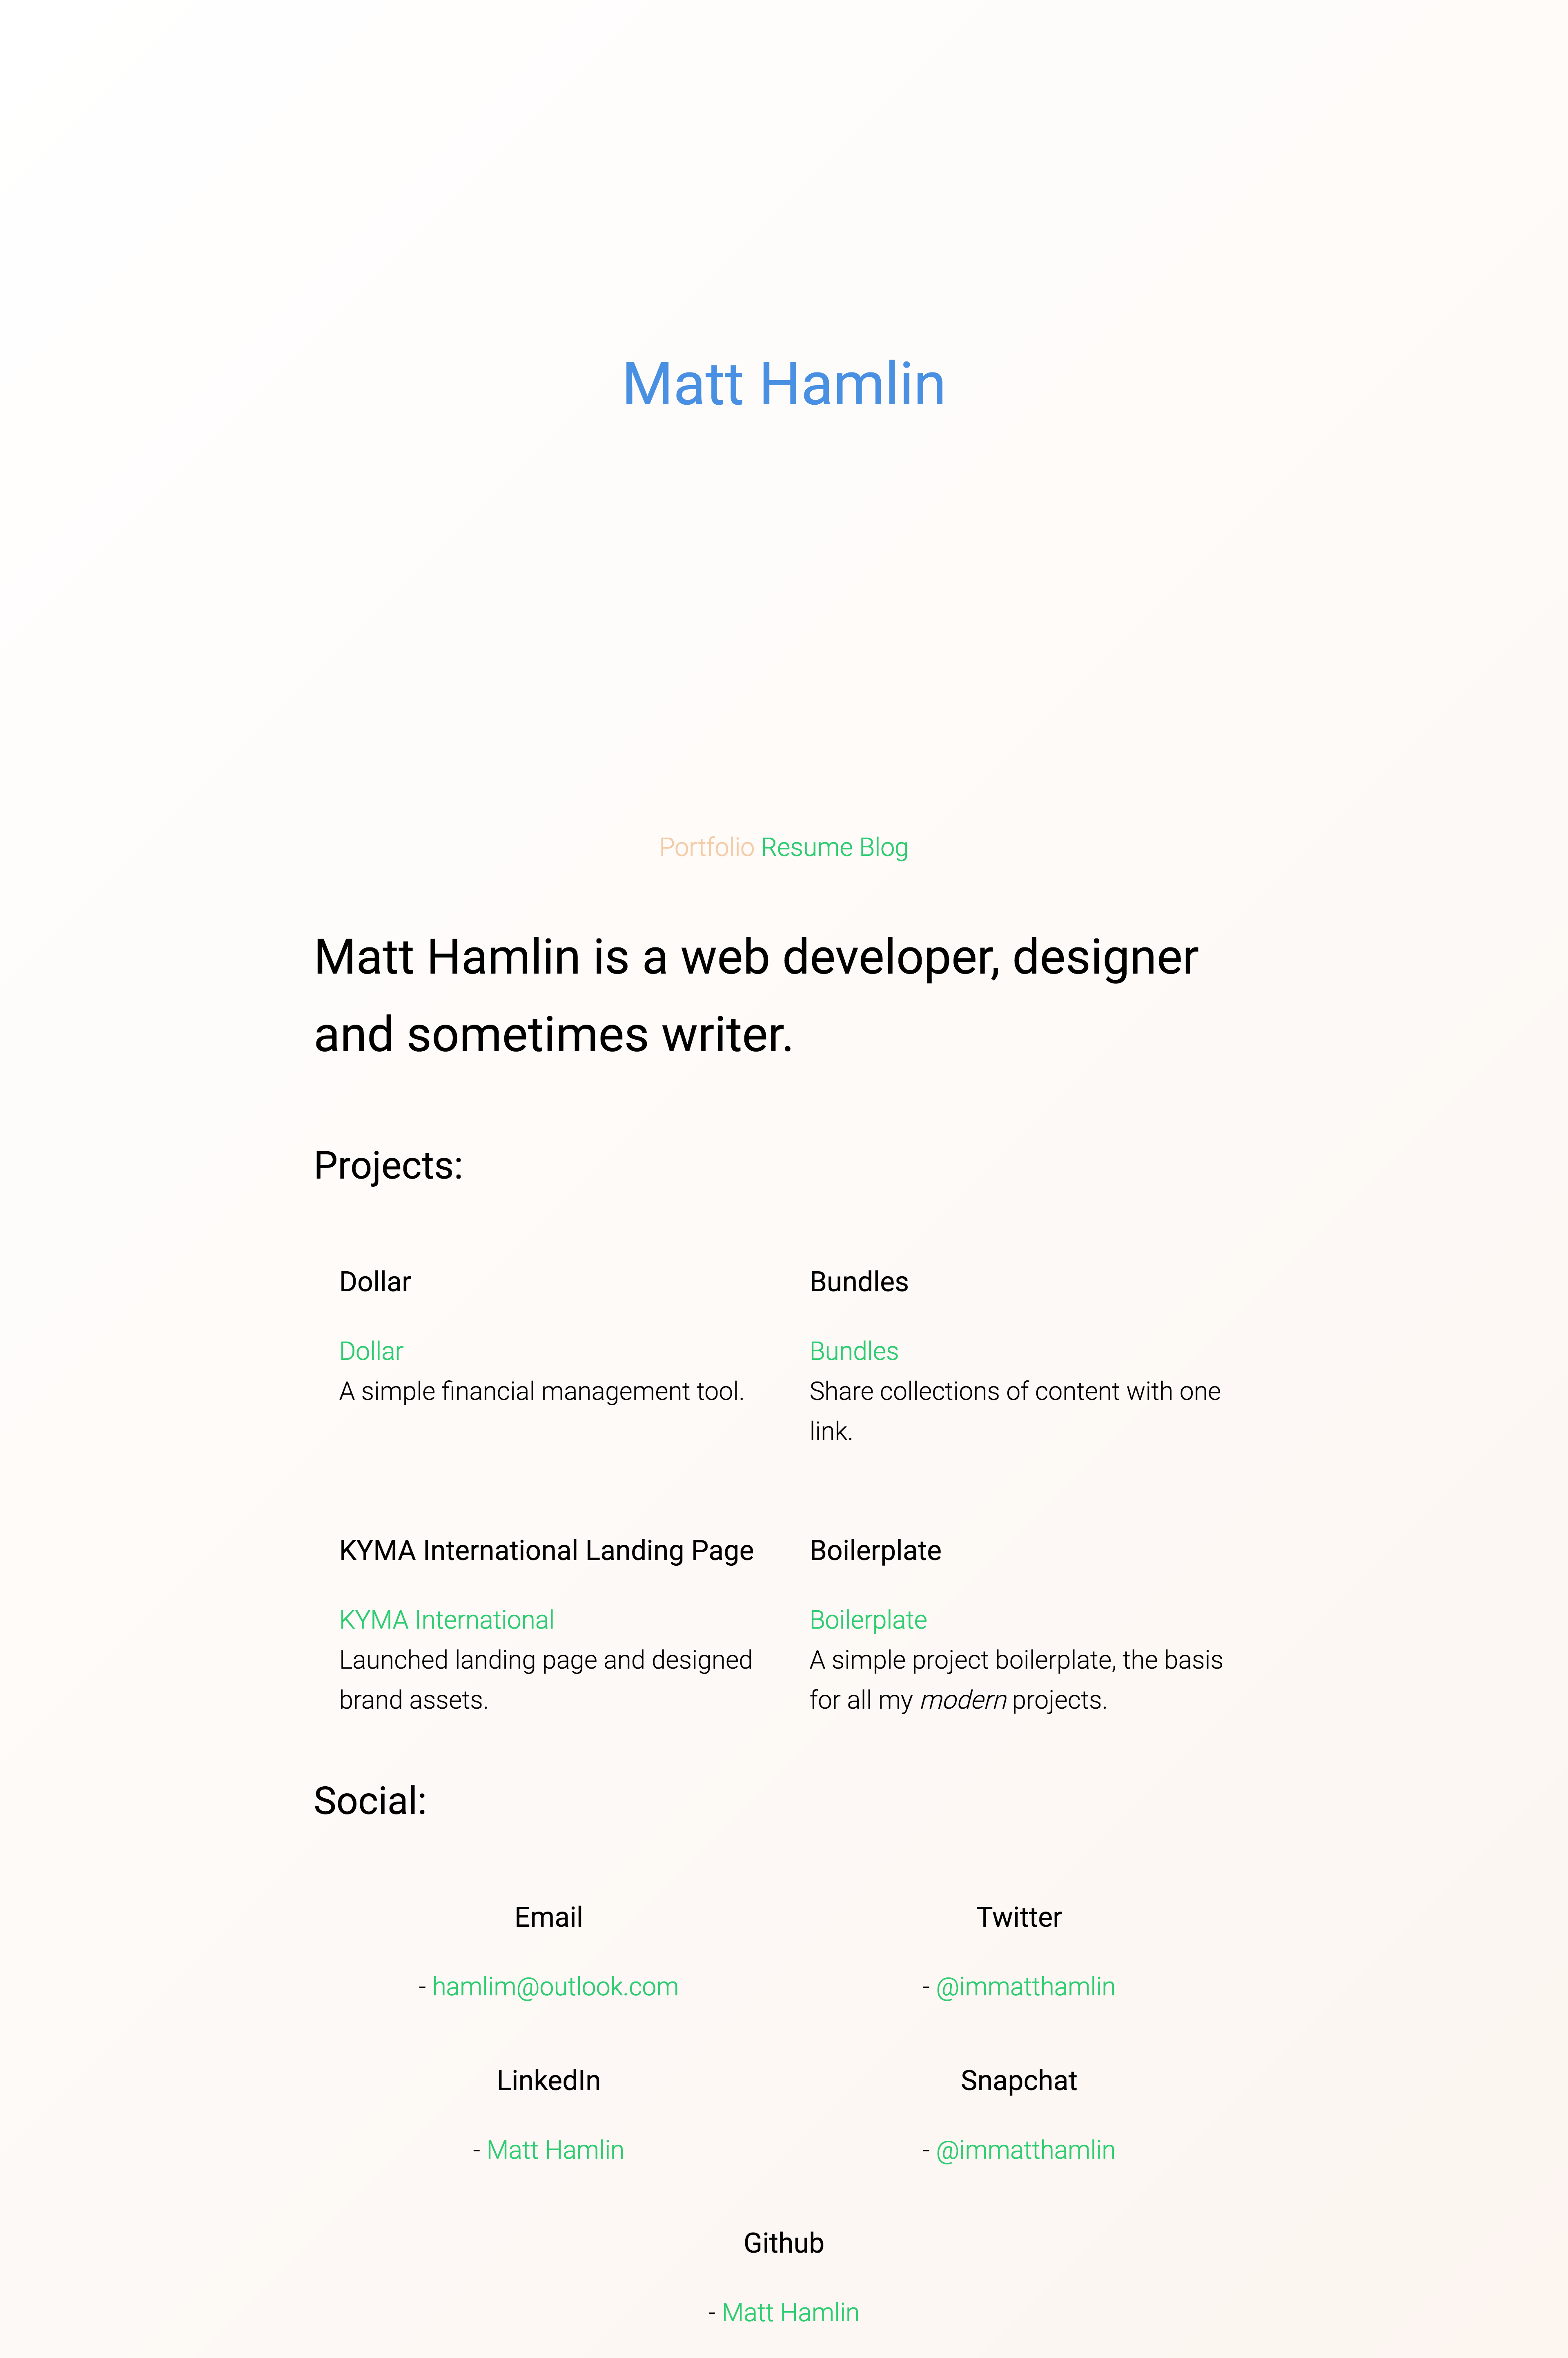 Matt Hamlin
Portfolio Resume Blog
Matt Hamlin is a web developer, designer
and sometimes writer.
Projects:
Dollar
Dollar
A simple financial management tool.
Bundles
Bundles
Share collections of content with one
link.
KYMA International Landing Page
KYMA International
Launched landing page and designed
brand assets.
Boilerplate
Boilerplate
A simple project boilerplate, the basis
for all my modern projects.
Social:
Email
- hamlim@outlook.com
Twitter
- @immatthamlin
LinkedIn
- Matt Hamlin
Snapchat
- @immatthamlin
Github
- Matt Hamlin